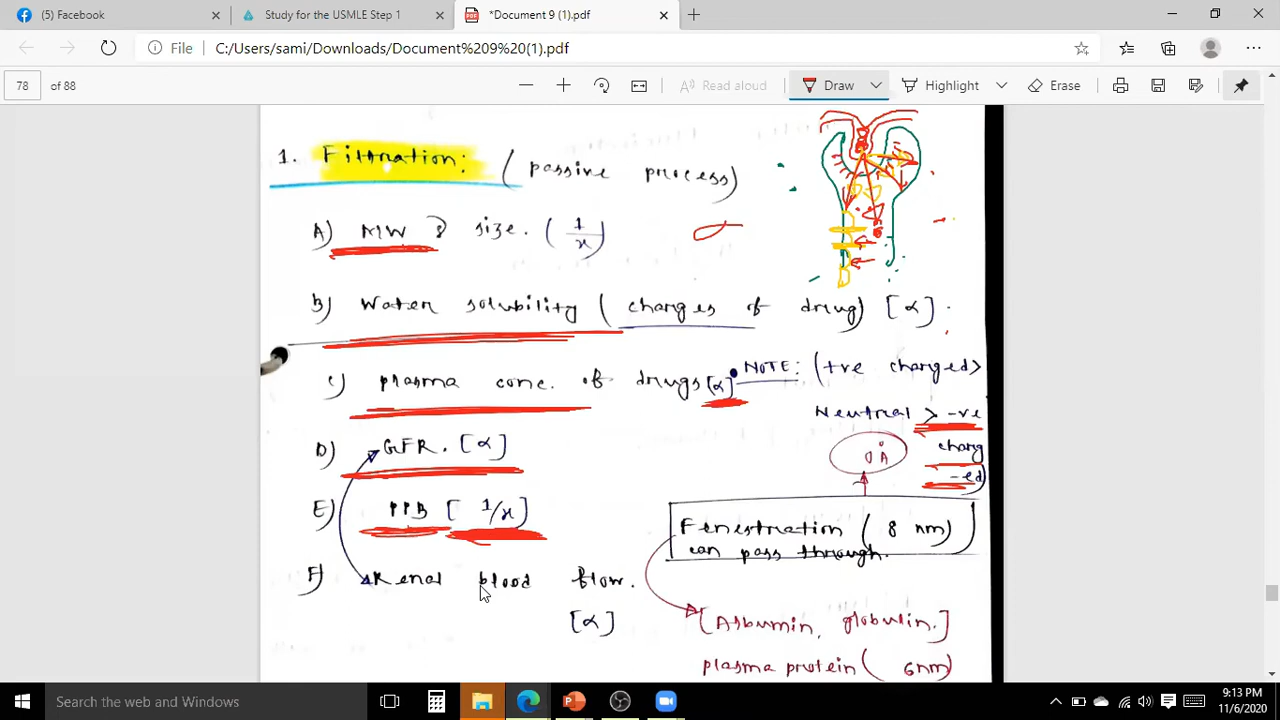 (5) Facebook
Study for the USMLE Step 1
*Document 9 (1).pdf
File C:/Users/sami/Downloads/Document%209%20(1).pdf
78 of 88
Read aloud Draw Highlight Erase
1. Filtration: (passive process)
A) MW & size. (1/x)
B) Water solubility (charges of drug) [α].
C) plasma conc. of drugs [α]
NOTE: (+ve charged>
Neutrial > -ve
charg
-ed)
D) GFR. [α]
E) PPB [1/x]
Fenestration (8 nm)
can pass through.
F) Renal blood flow.
[α]
[Albumin, globulin.]
plasma protein (6nm)
Search the web and Windows
9:13 PM
11/6/2020